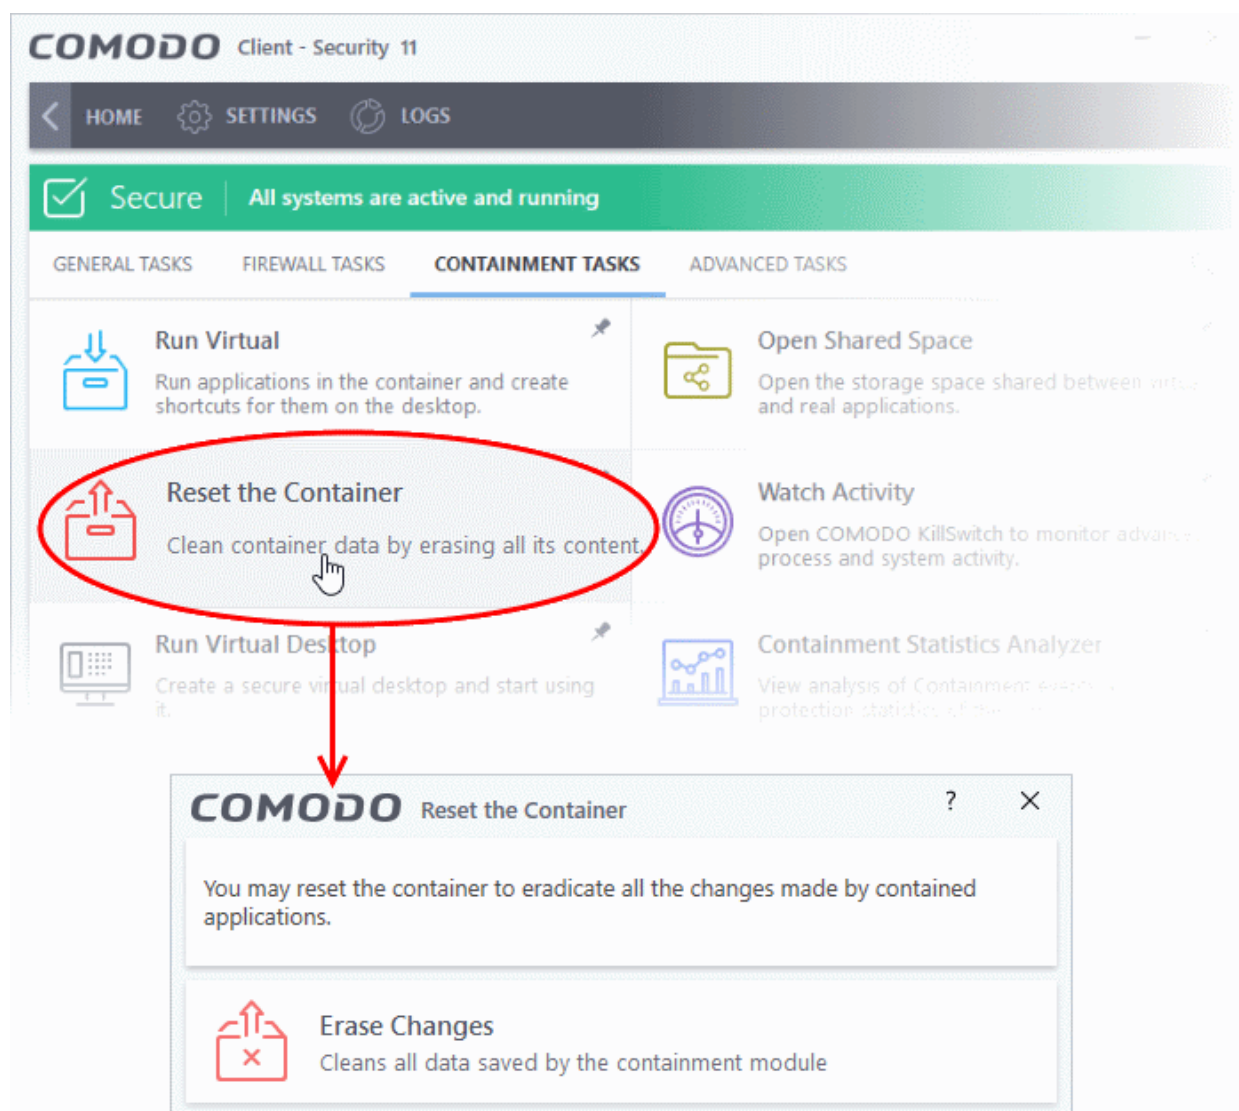 COMODO Client - Security 11
HOME SETTINGS LOGS
Secure All systems are active and running
GENERAL TASKS FIREWALL TASKS CONTAINMENT TASKS ADVANCED TASKS
Run Virtual
Run applications in the container and create
shortcuts for them on the desktop.
Open Shared Space
Open the storage space shared between
and real applications.
Reset the Container
Clean container data by erasing all its content.
Watch Activity
Open COMODO KillSwitch to monitor
process and system activity.
Run Virtual Desktop
Create a secure virtual desktop and start using
it.
Containment Statistics Analyzer
View analysis of Containment
protection statistics of
COMODO Reset the Container ?
You may reset the container to eradicate all the changes made by contained
applications.
Erase Changes
Cleans all data saved by the containment module